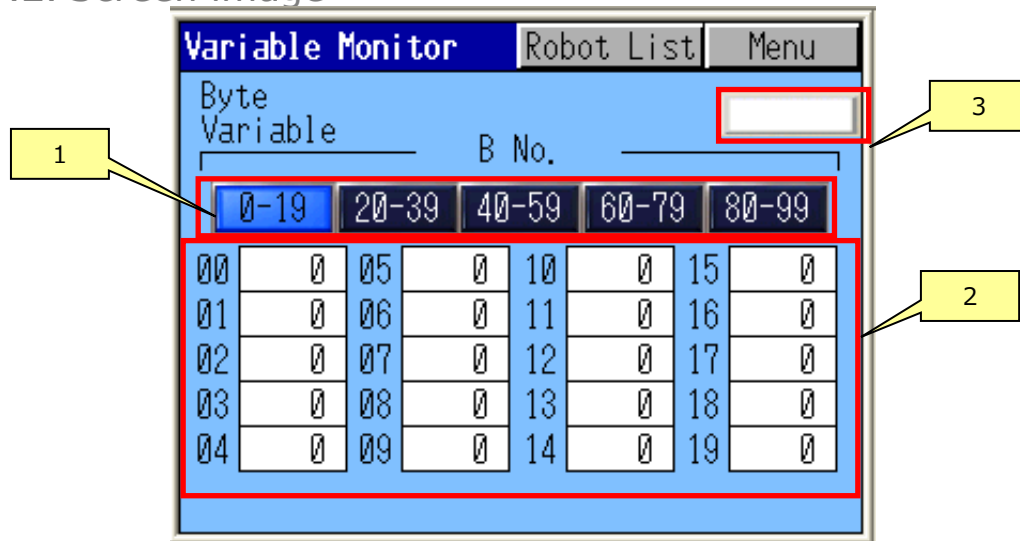 Variable Monitor Robot List Menu
Byte
Variable
B No.
3
1
0-19 20-39 40-59 60-79 80-99
00 0 05 0 10 0 15 0
01 0 06 0 11 0 16 0
2
02 0 07 0 12 0 17 0
03 0 08 0 13 0 18 0
04 0 09 0 14 0 19 0